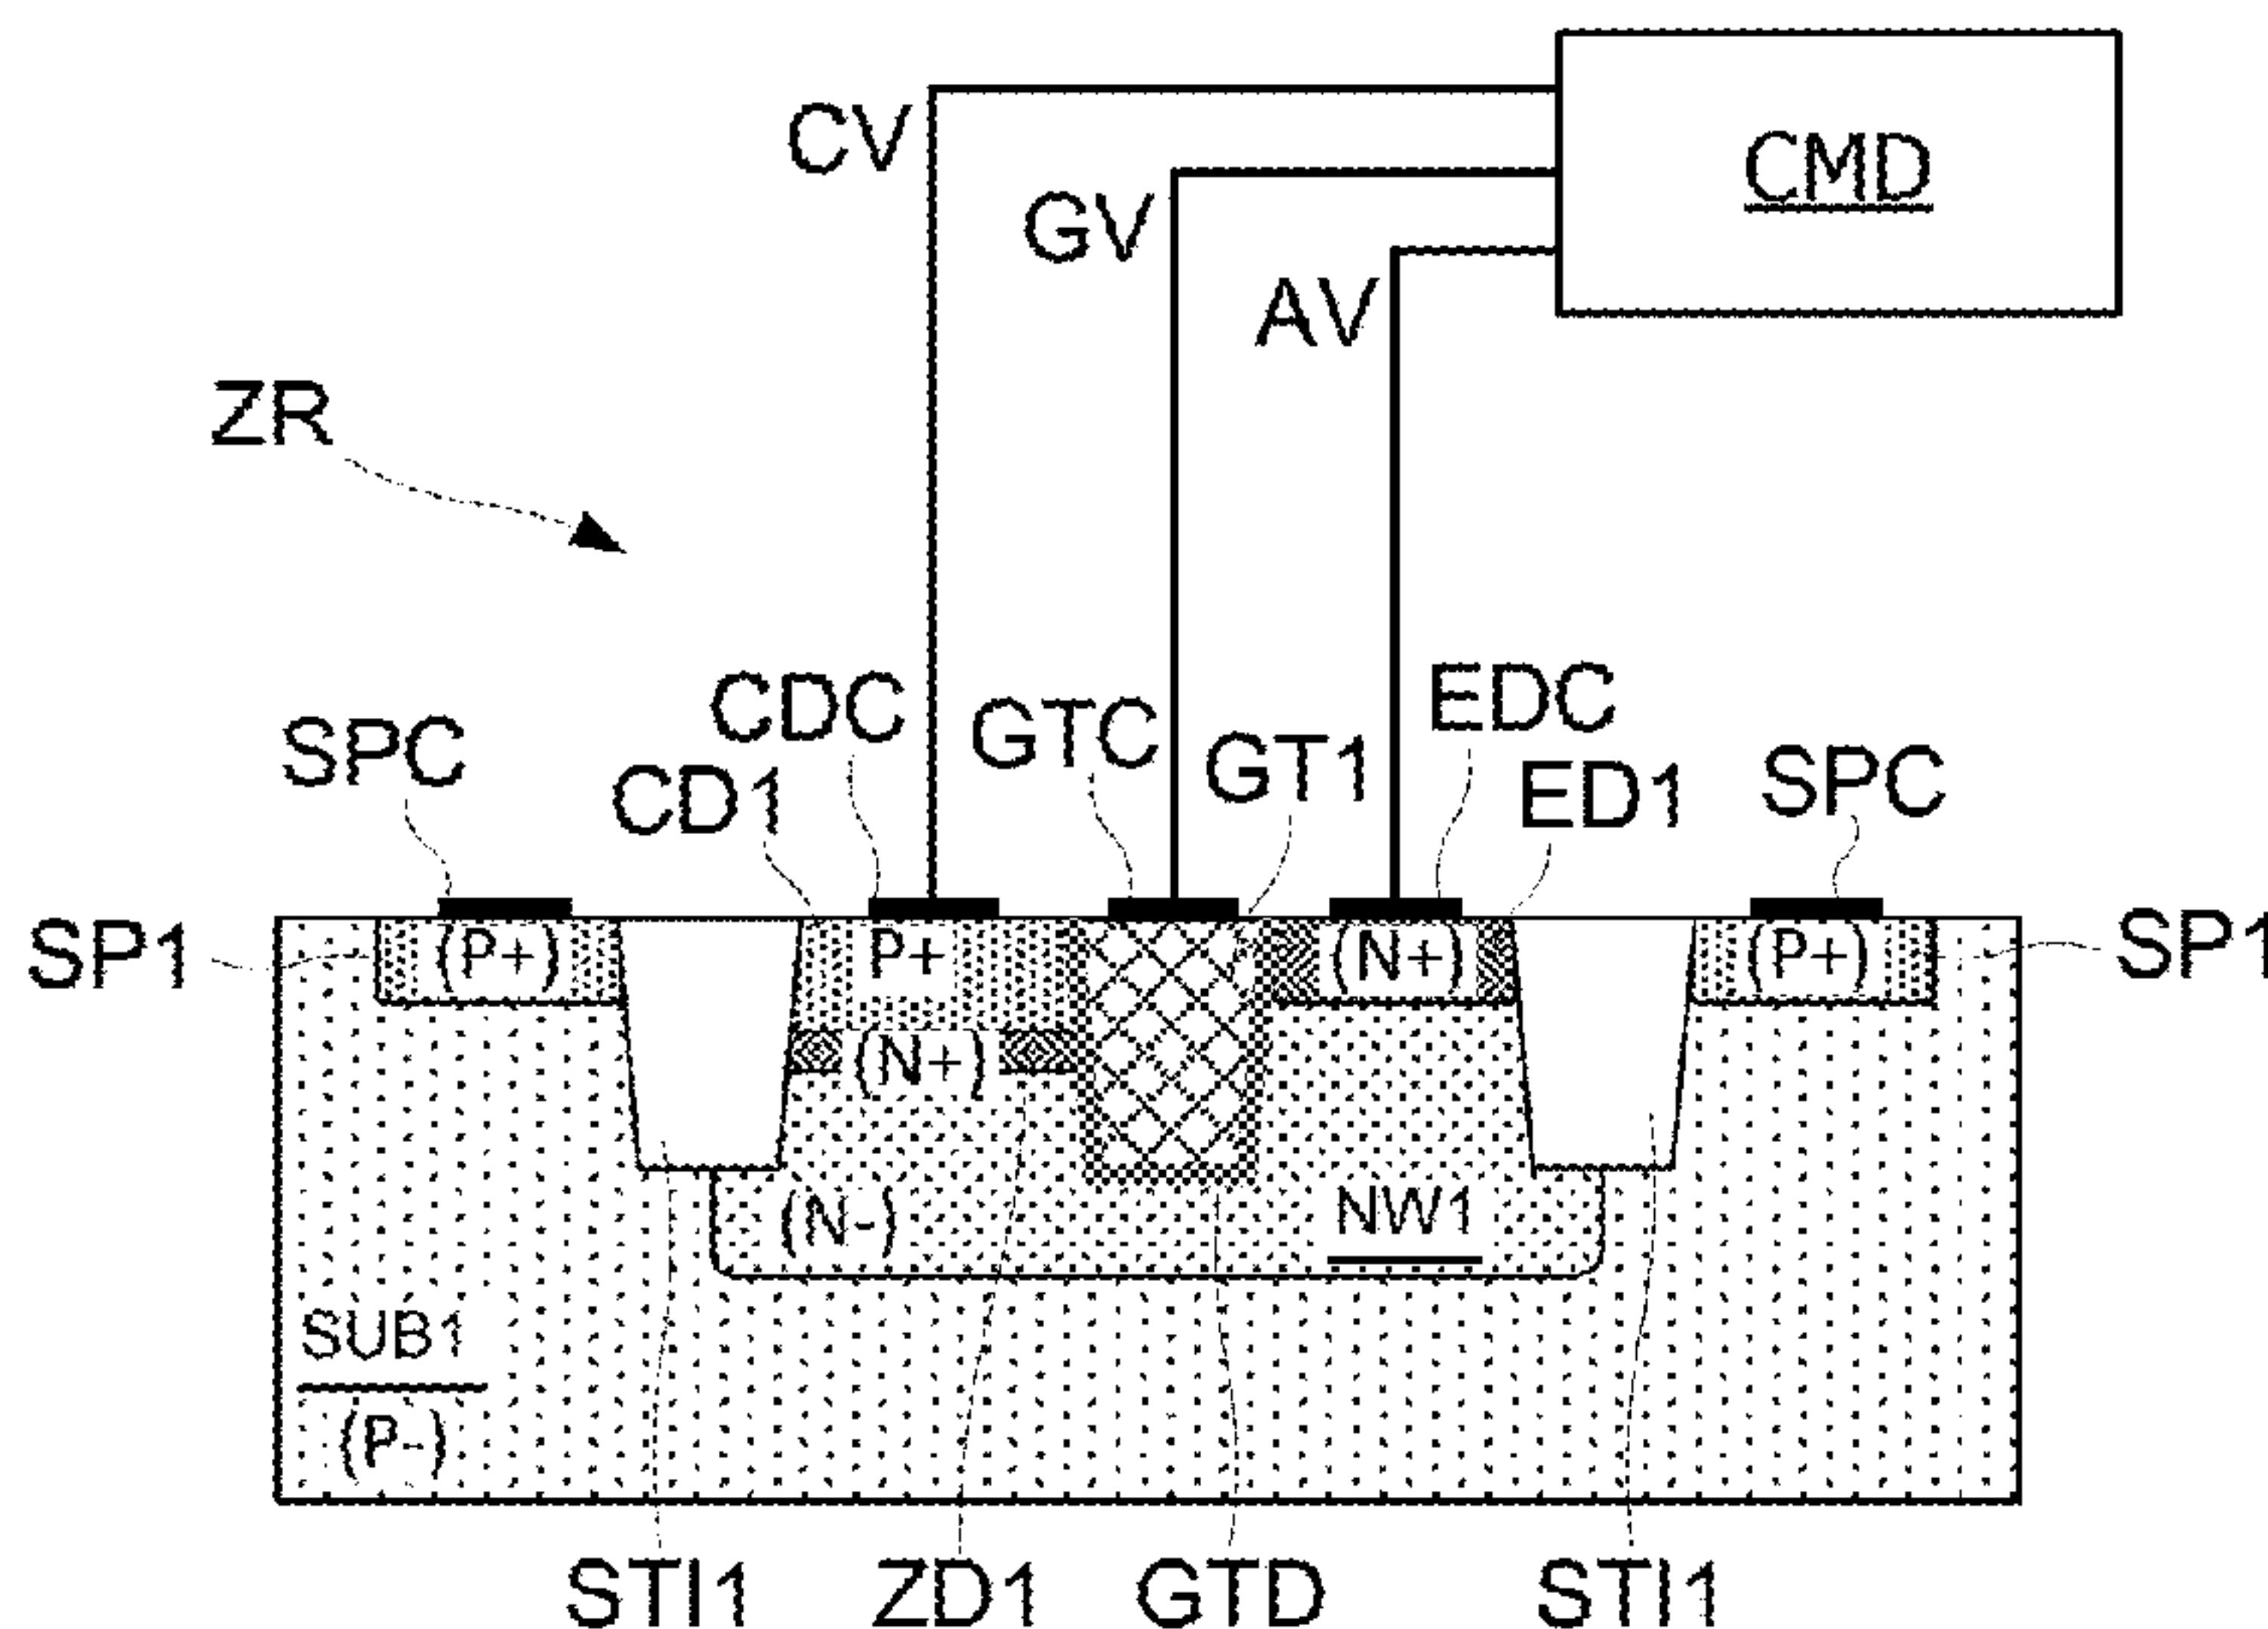 CV
CMD
GV
AV
ZR
SPC
CDC
CD1
GTC
GT1
EDC
ED1
SPC
SP1
(P+)
P+
(N+)
(P+)
SP1
(N+)
(N-)
NW1
SUB1
(P-)
STI1
ZD1
GTD
STI1